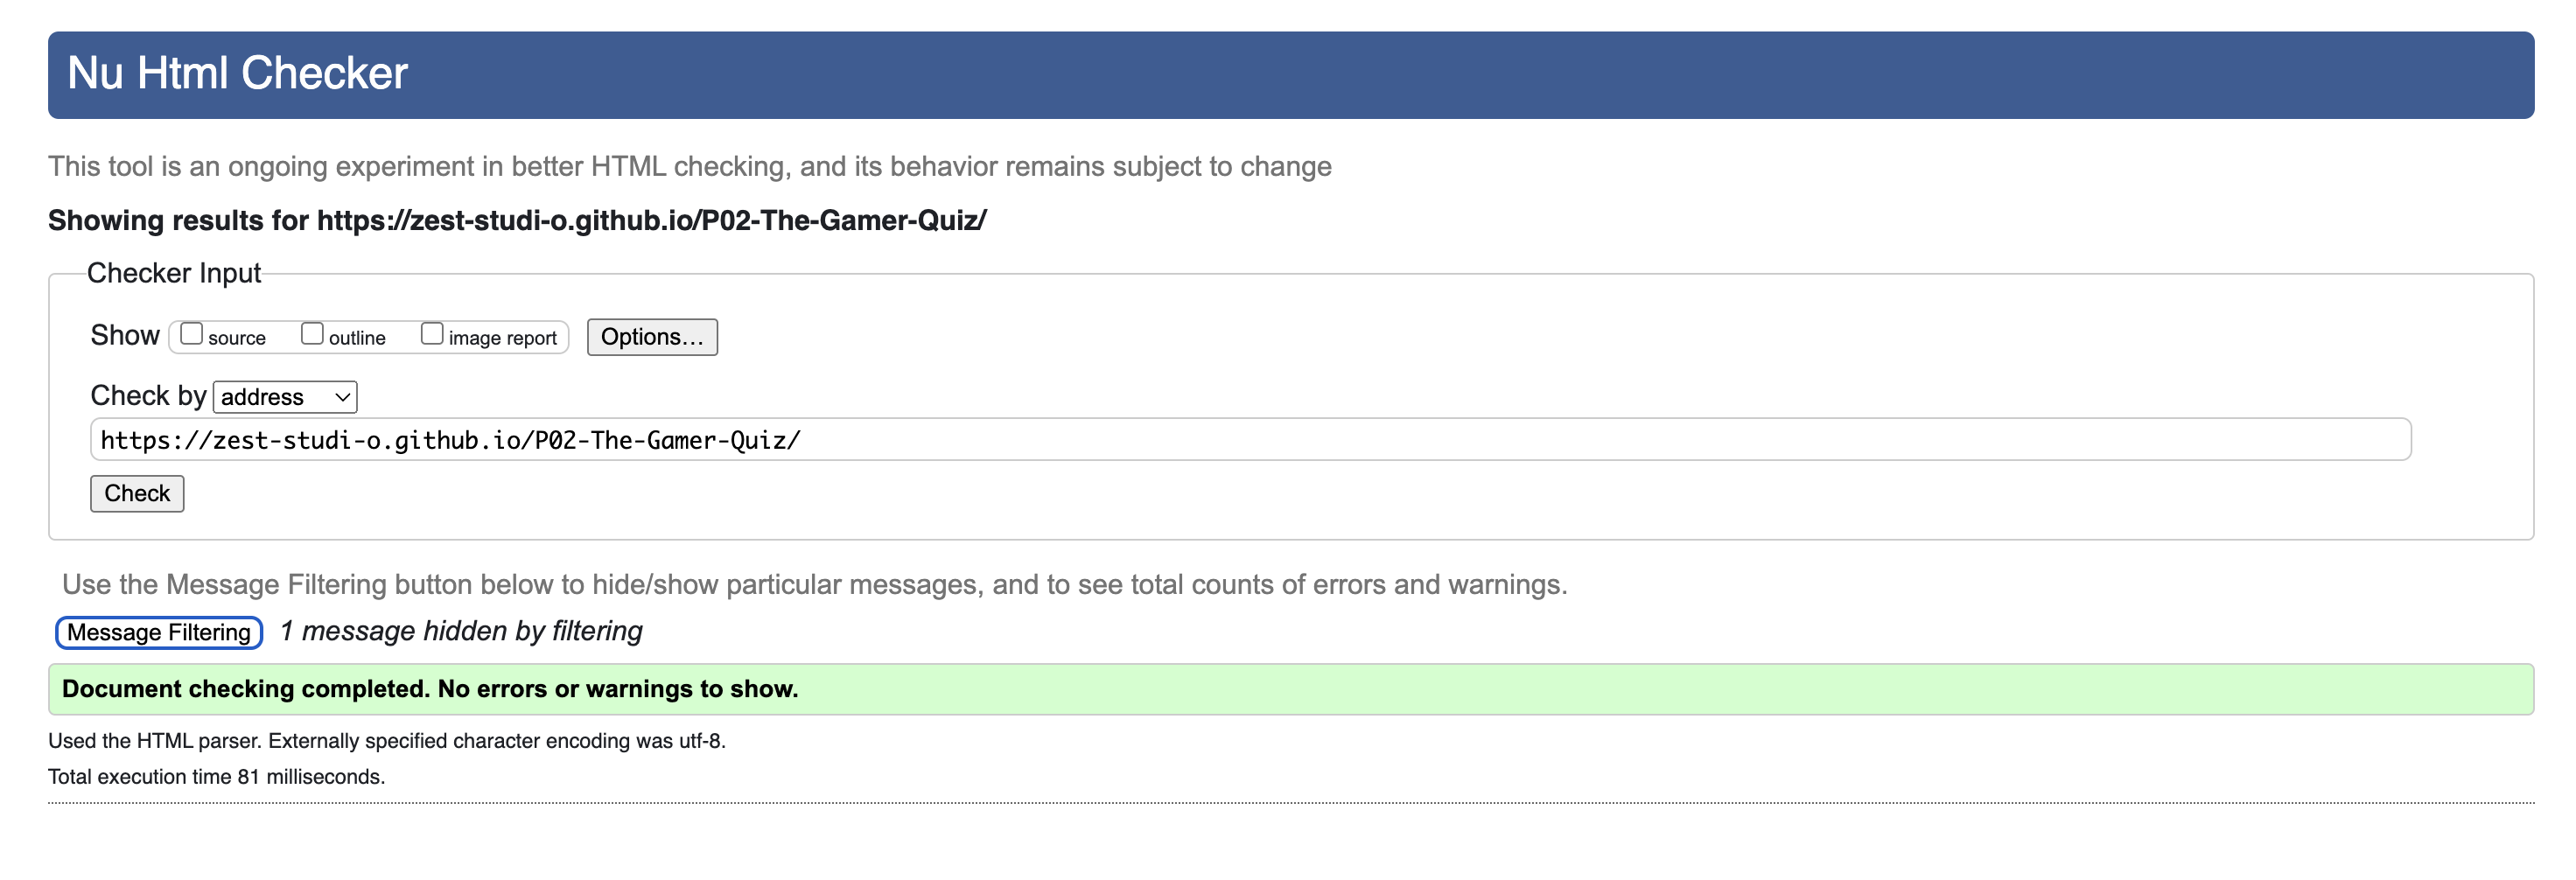 Nu Html Checker
This tool is an ongoing experiment in better HTML checking, and its behavior remains subject to change
Showing results for https://zest-studi-o.github.io/P02-The-Gamer-Quiz/
Checker Input
Show source outline image report Options...
Check by address
https://zest-studi-o.github.io/P02-The-Gamer-Quiz/
Check
Use the Message Filtering button below to hide/show particular messages, and to see total counts of errors and warnings.
Message Filtering 1 message hidden by filtering
Document checking completed. No errors or warnings to show.
Used the HTML parser. Externally specified character encoding was utf-8.
Total execution time 81 milliseconds.